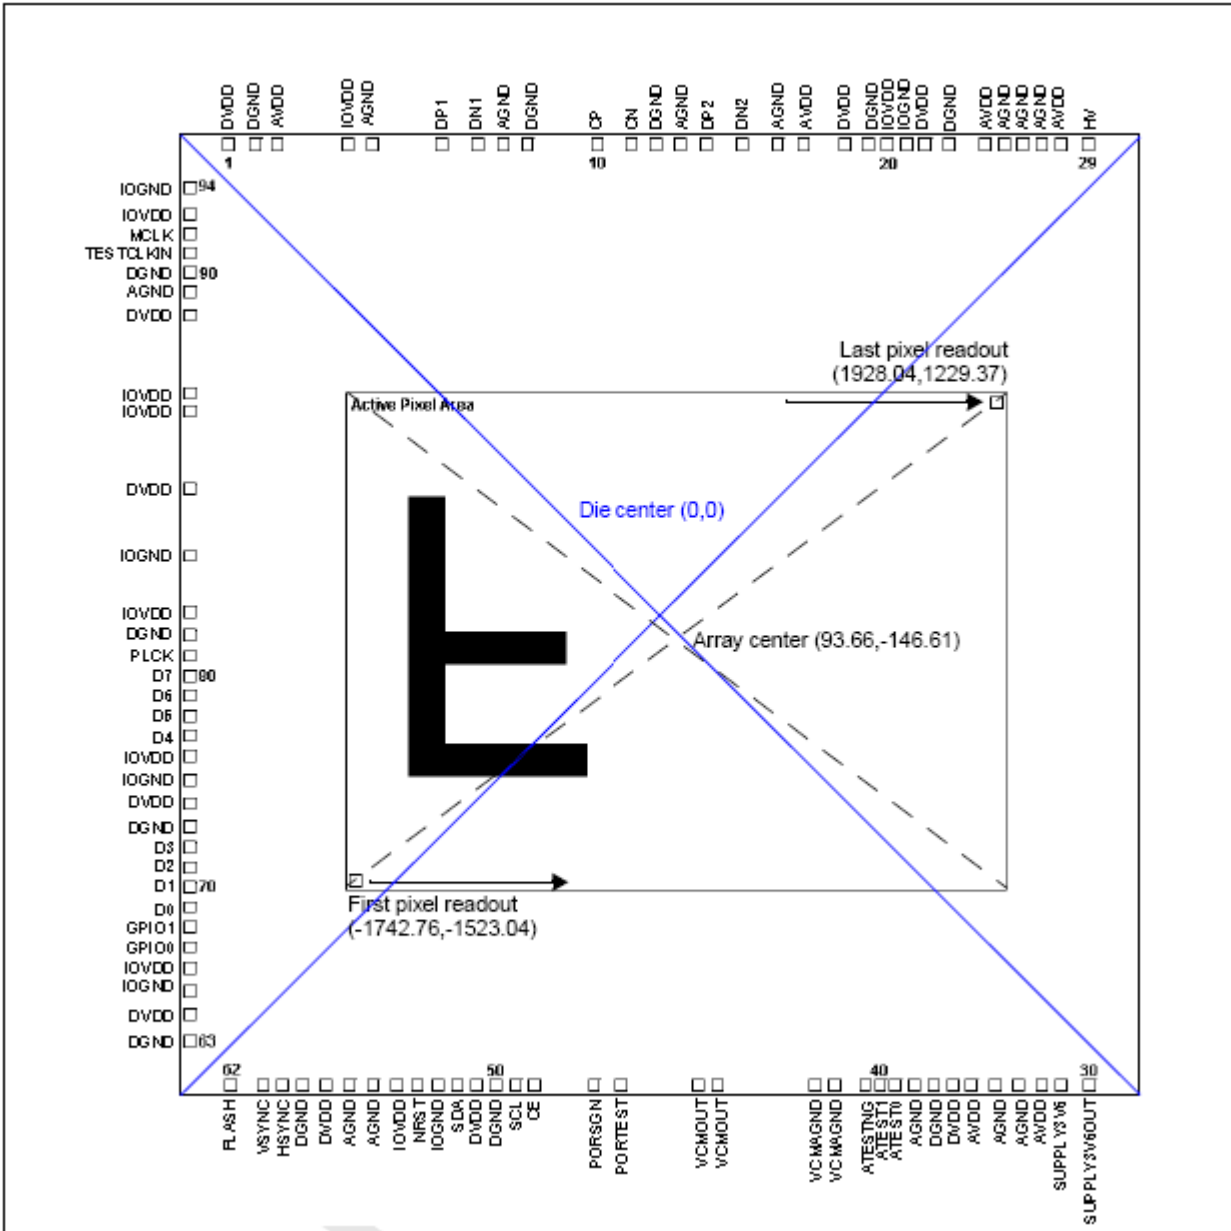 DVDD
DGND
AVDD
IOVDD
AGND
DP1
DN1
AGND
DGND
CP
CN
DGND
AGND
DP2
DN2
AGND
AVDD
DVDD
DGND
IOVDD
IOGND
DVDD
DGND
AVDD
AGND
AGND
AGND
AVDD
HV
1
10
20
29
IOGND 94
IOVDD
MCLK
TESTCLKIN
DGND 90
AGND
DVDD
Last pixel readout
(1928.04,1229.37)
IOVDD
IOVDD
Active Pixel Area
DVDD
Die center (0,0)
IOGND
IOVDD
DGND
Array center (93.66,-146.61)
PLCK
D7 80
D6
D5
D4
IOVDD
IOGND
DVDD
DGND
D3
D2
D1 70
D0
First pixel readout
(-1742.76,-1523.04)
GPIO1
GPIO0
IOVDD
IOGND
DVDD
DGND 63
62
50
40
30
FLASH
VSYNC
HSYNC
DGND
DVDD
AGND
AGND
IOVDD
NRST
IOGND
SDA
DVDD
DGND
SCL
CE
PORSGN
PORTEST
VCMOUT
VCMOUT
VCMAGND
VCMAGND
ATESTNG
ATEST1
ATEST0
AGND
DGND
DVDD
AVDD
AGND
AGND
AVDD
SUPPLY3V6
SUPPLY3V6OUT